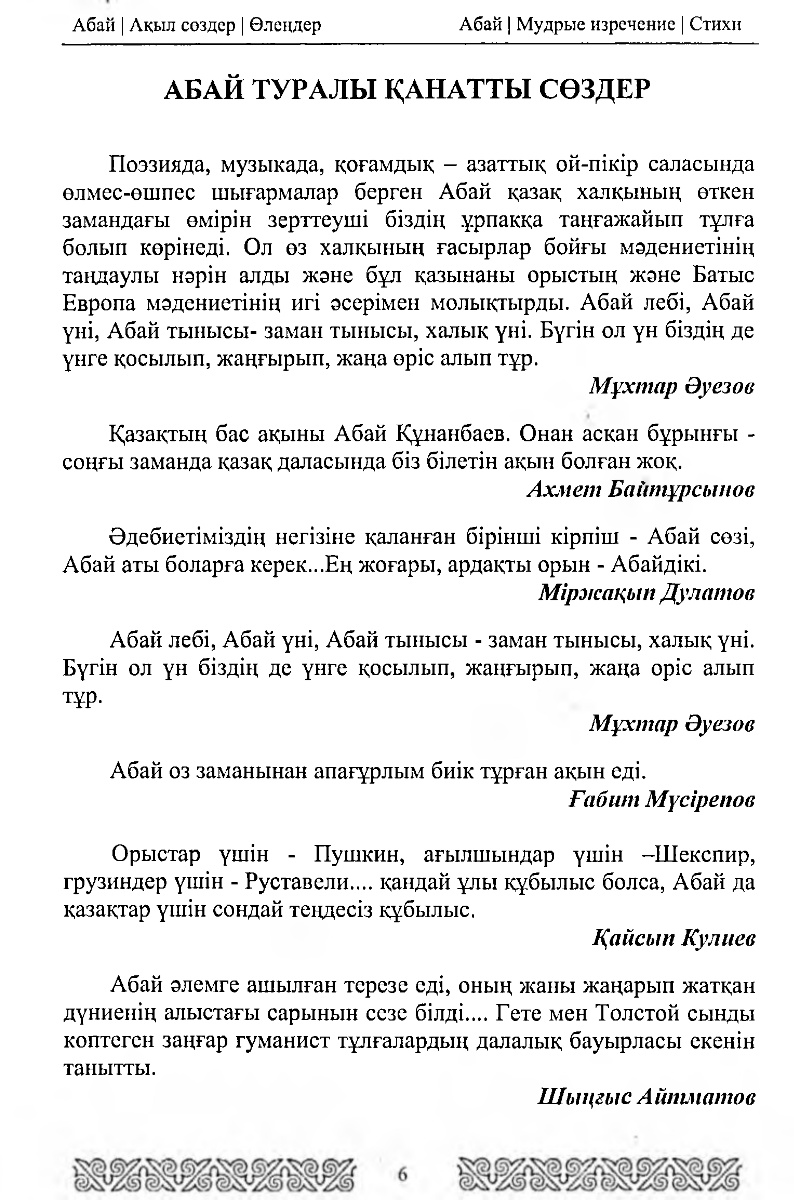 Абай | Ақыл создер | Өлеңдер Абай | Мудрые изречение | Стихи
АБАЙ ТУРАЛЫ ҚАНАТТЫ СӨЗДЕР
Поэзияда, музыкада, қоғамдық – азаттық ой-пікір саласында
өлмес-өшпес шығармалар берген Абай қазақ халқының өткен
замандағы өмірін зерттеуші біздің ұрпаққа таңғажайып тұлға
болып көрінеді. Ол өз халқының ғасырлар бойғы мәдениетінің
таңдаулы нәрін алды және бұл қазынаны орыстың және Батыс
Европа мәдениетінің игі әсерімен молықтырды. Абай лебі, Абай
үні, Абай тынысы- заман тынысы, халық үні. Бүгін ол үн біздің де
үнге қосылып, жаңғырып, жаңа өріс алып тұр.
Мұхтар Әуезов
Қазақтың бас ақыны Абай Құнанбаев. Онан асқан бұрынғы -
соңғы заманда қазақ даласында біз білетін ақын болған жоқ.
Ахмет Байтұрсынов
Әдебиетіміздің негізіне қаланған бірінші кірпіш - Абай сөзі,
Абай аты боларға керек...Ең жоғары, ардақты орын - Абайдікі.
Міржақып Дулатов
Абай лебі, Абай үні, Абай тынысы - заман тынысы, халық үні.
Бүгін ол үн біздің де үнге қосылып, жаңғырып, жаңа оріс алып
тұр.
Мұхтар Әуезов
Абай оз заманынан апағұрлым биік тұрған ақын еді.
Ғабит Мүсірепов
Орыстар үшін - Пушкин, ағылшындар үшін –Шекспир,
грузиндер үшін - Руставели.... қандай ұлы құбылыс болса, Абай да
қазақтар үшін сондай теңдесіз құбылыс.
Қайсып Кулиев
Абай әлемге ашылған терезе еді, оның жаны жаңарып жатқан
дүниенің алыстағы сарынын сезе білді.... Гете мен Толстой сынды
коптеген заңғар гуманист тұлғалардың далалық бауырласы екенін
танытты.
Шыңғыс Айтматов
6